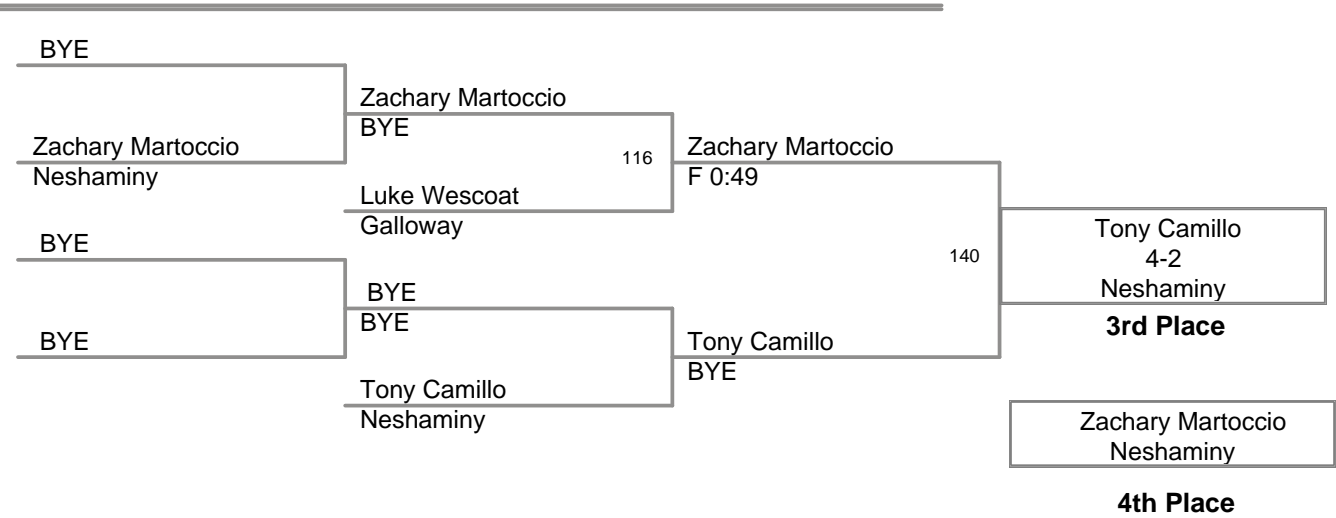 BYE
Zachary Martoccio
Neshaminy
BYE
BYE
Zachary Martoccio
BYE
116
Luke Wescoat
Galloway
BYE
BYE
Tony Camillo
Neshaminy
Zachary Martoccio
F 0:49
140
Tony Camillo
BYE
Tony Camillo
4-2
Neshaminy
3rd Place
Zachary Martoccio
Neshaminy
4th Place